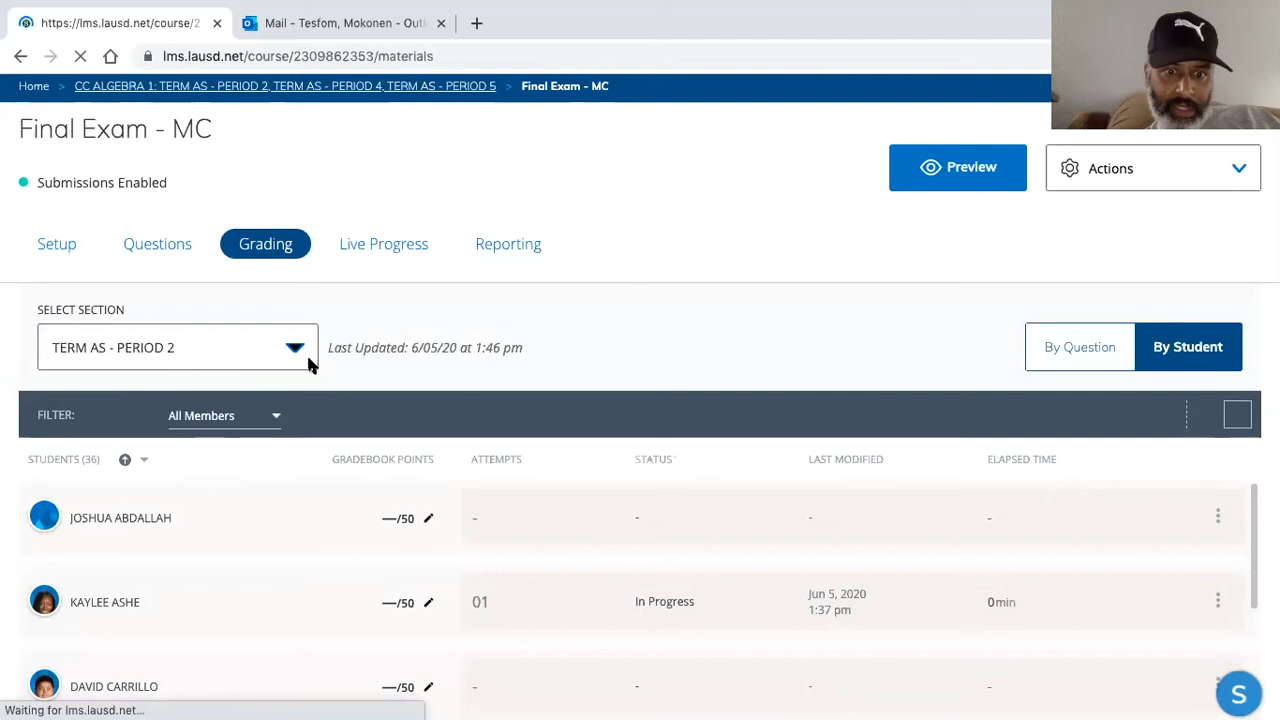 https://lms.lausd.net/course/2
Mail - Tesfom, Mokonen - Out
lms.lausd.net/course/2309862353/materials
Home > CC ALGEBRA 1: TERM AS - PERIOD 2, TERM AS - PERIOD 4, TERM AS - PERIOD 5 > Final Exam - MC
Final Exam - MC
Submissions Enabled
Preview
Actions
Setup
Questions
Grading
Live Progress
Reporting
SELECT SECTION
TERM AS - PERIOD 2
Last Updated: 6/05/20 at 1:46 pm
By Question
By Student
FILTER:
All Members
STUDENTS (36)
GRADEBOOK POINTS
ATTEMPTS
STATUS
LAST MODIFIED
ELAPSED TIME
JOSHUA ABDALLAH
—/50
-
-
-
-
KAYLEE ASHE
—/50
01
In Progress
Jun 5, 2020
1:37 pm
0min
DAVID CARRILLO
—/50
-
-
-
-
Waiting for lms.lausd.net...
S